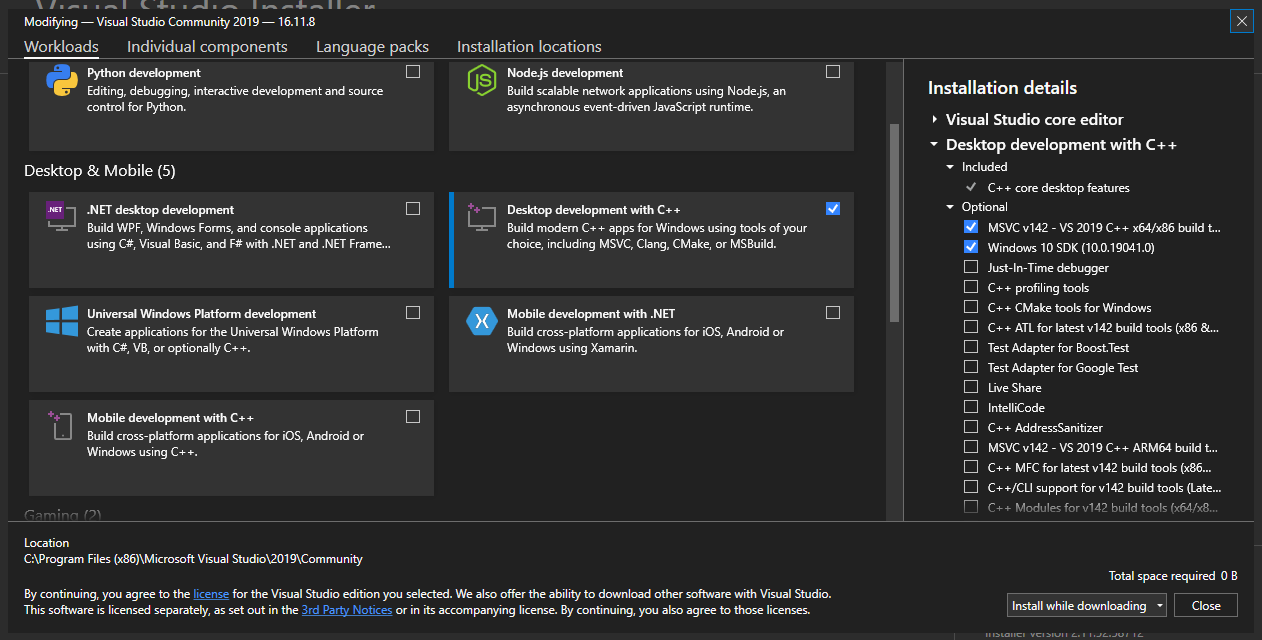 Visual Studio Installer
Modifying — Visual Studio Community 2019 — 16.11.8
Workloads
Individual components
Language packs
Installation locations
Python development
Editing, debugging, interactive development and source
control for Python.
JS
Node.js development
Build scalable network applications using Node.js, an
asynchronous event-driven JavaScript runtime.
Desktop & Mobile (5)
.NET
.NET desktop development
Build WPF, Windows Forms, and console applications
using C#, Visual Basic, and F# with .NET and .NET Frame...
Desktop development with C++
Build modern C++ apps for Windows using tools of your
choice, including MSVC, Clang, CMake, or MSBuild.
Universal Windows Platform development
Create applications for the Universal Windows Platform
with C#, VB, or optionally C++.
Mobile development with .NET
Build cross-platform applications for iOS, Android or
Windows using Xamarin.
Mobile development with C++
Build cross-platform applications for iOS, Android or
Windows using C++.
Gaming (2)
Installation details
Visual Studio core editor
Desktop development with C++
Included
C++ core desktop features
Optional
MSVC v142 - VS 2019 C++ x64/x86 build t...
Windows 10 SDK (10.0.19041.0)
Just-In-Time debugger
C++ profiling tools
C++ CMake tools for Windows
C++ ATL for latest v142 build tools (x86 &...
Test Adapter for Boost.Test
Test Adapter for Google Test
Live Share
IntelliCode
C++ AddressSanitizer
MSVC v142 - VS 2019 C++ ARM64 build t...
C++ MFC for latest v142 build tools (x86...
C++/CLI support for v142 build tools (Late...
C++ Modules for v142 build tools (x64/x8...
Location
C:\Program Files (x86)\Microsoft Visual Studio\2019\Community
By continuing, you agree to the license for the Visual Studio edition you selected. We also offer the ability to download other software with Visual Studio.
This software is licensed separately, as set out in the 3rd Party Notices or in its accompanying license. By continuing, you also agree to those licenses.
Total space required 0 B
Install while downloading
Close
Installer version